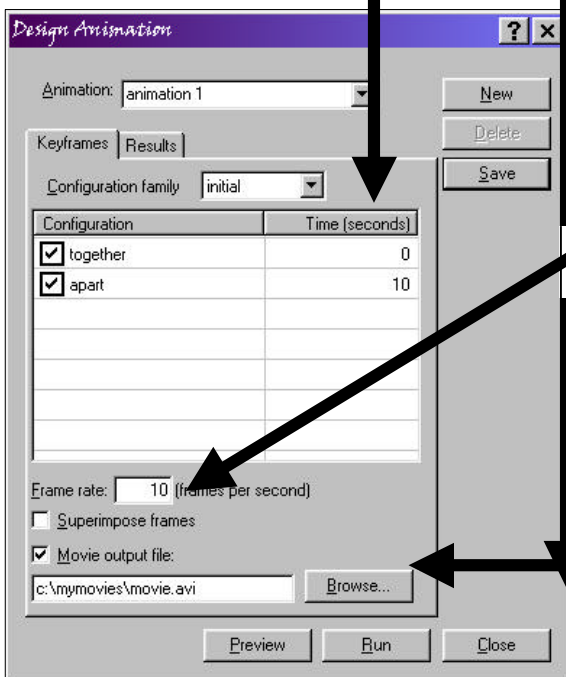 Design Animation
Animation: animation 1
New
Delete
Keyframes Results
Save
Configuration family initial
Configuration Time (seconds)
together 0
apart 10
Frame rate: 10 (frames per second)
Superimpose frames
Movie output file:
c:\mymovies\movie.avi Browse...
Preview Run Close